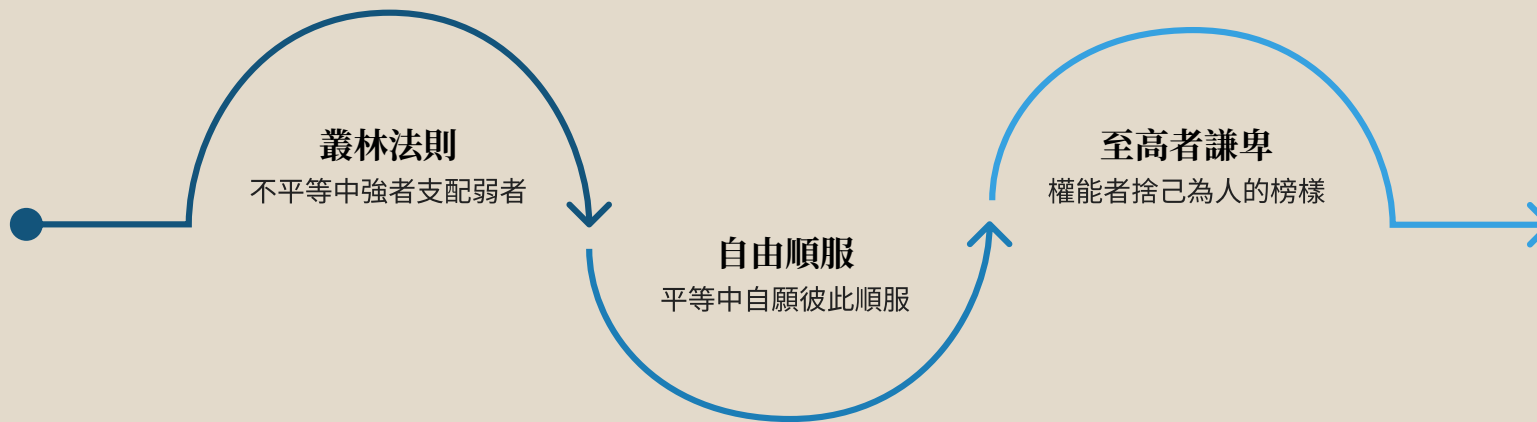 叢林法則
不平等中強者支配弱者
自由順服
平等中自願彼此順服
至高者謙卑
權能者捨己為人的榜樣